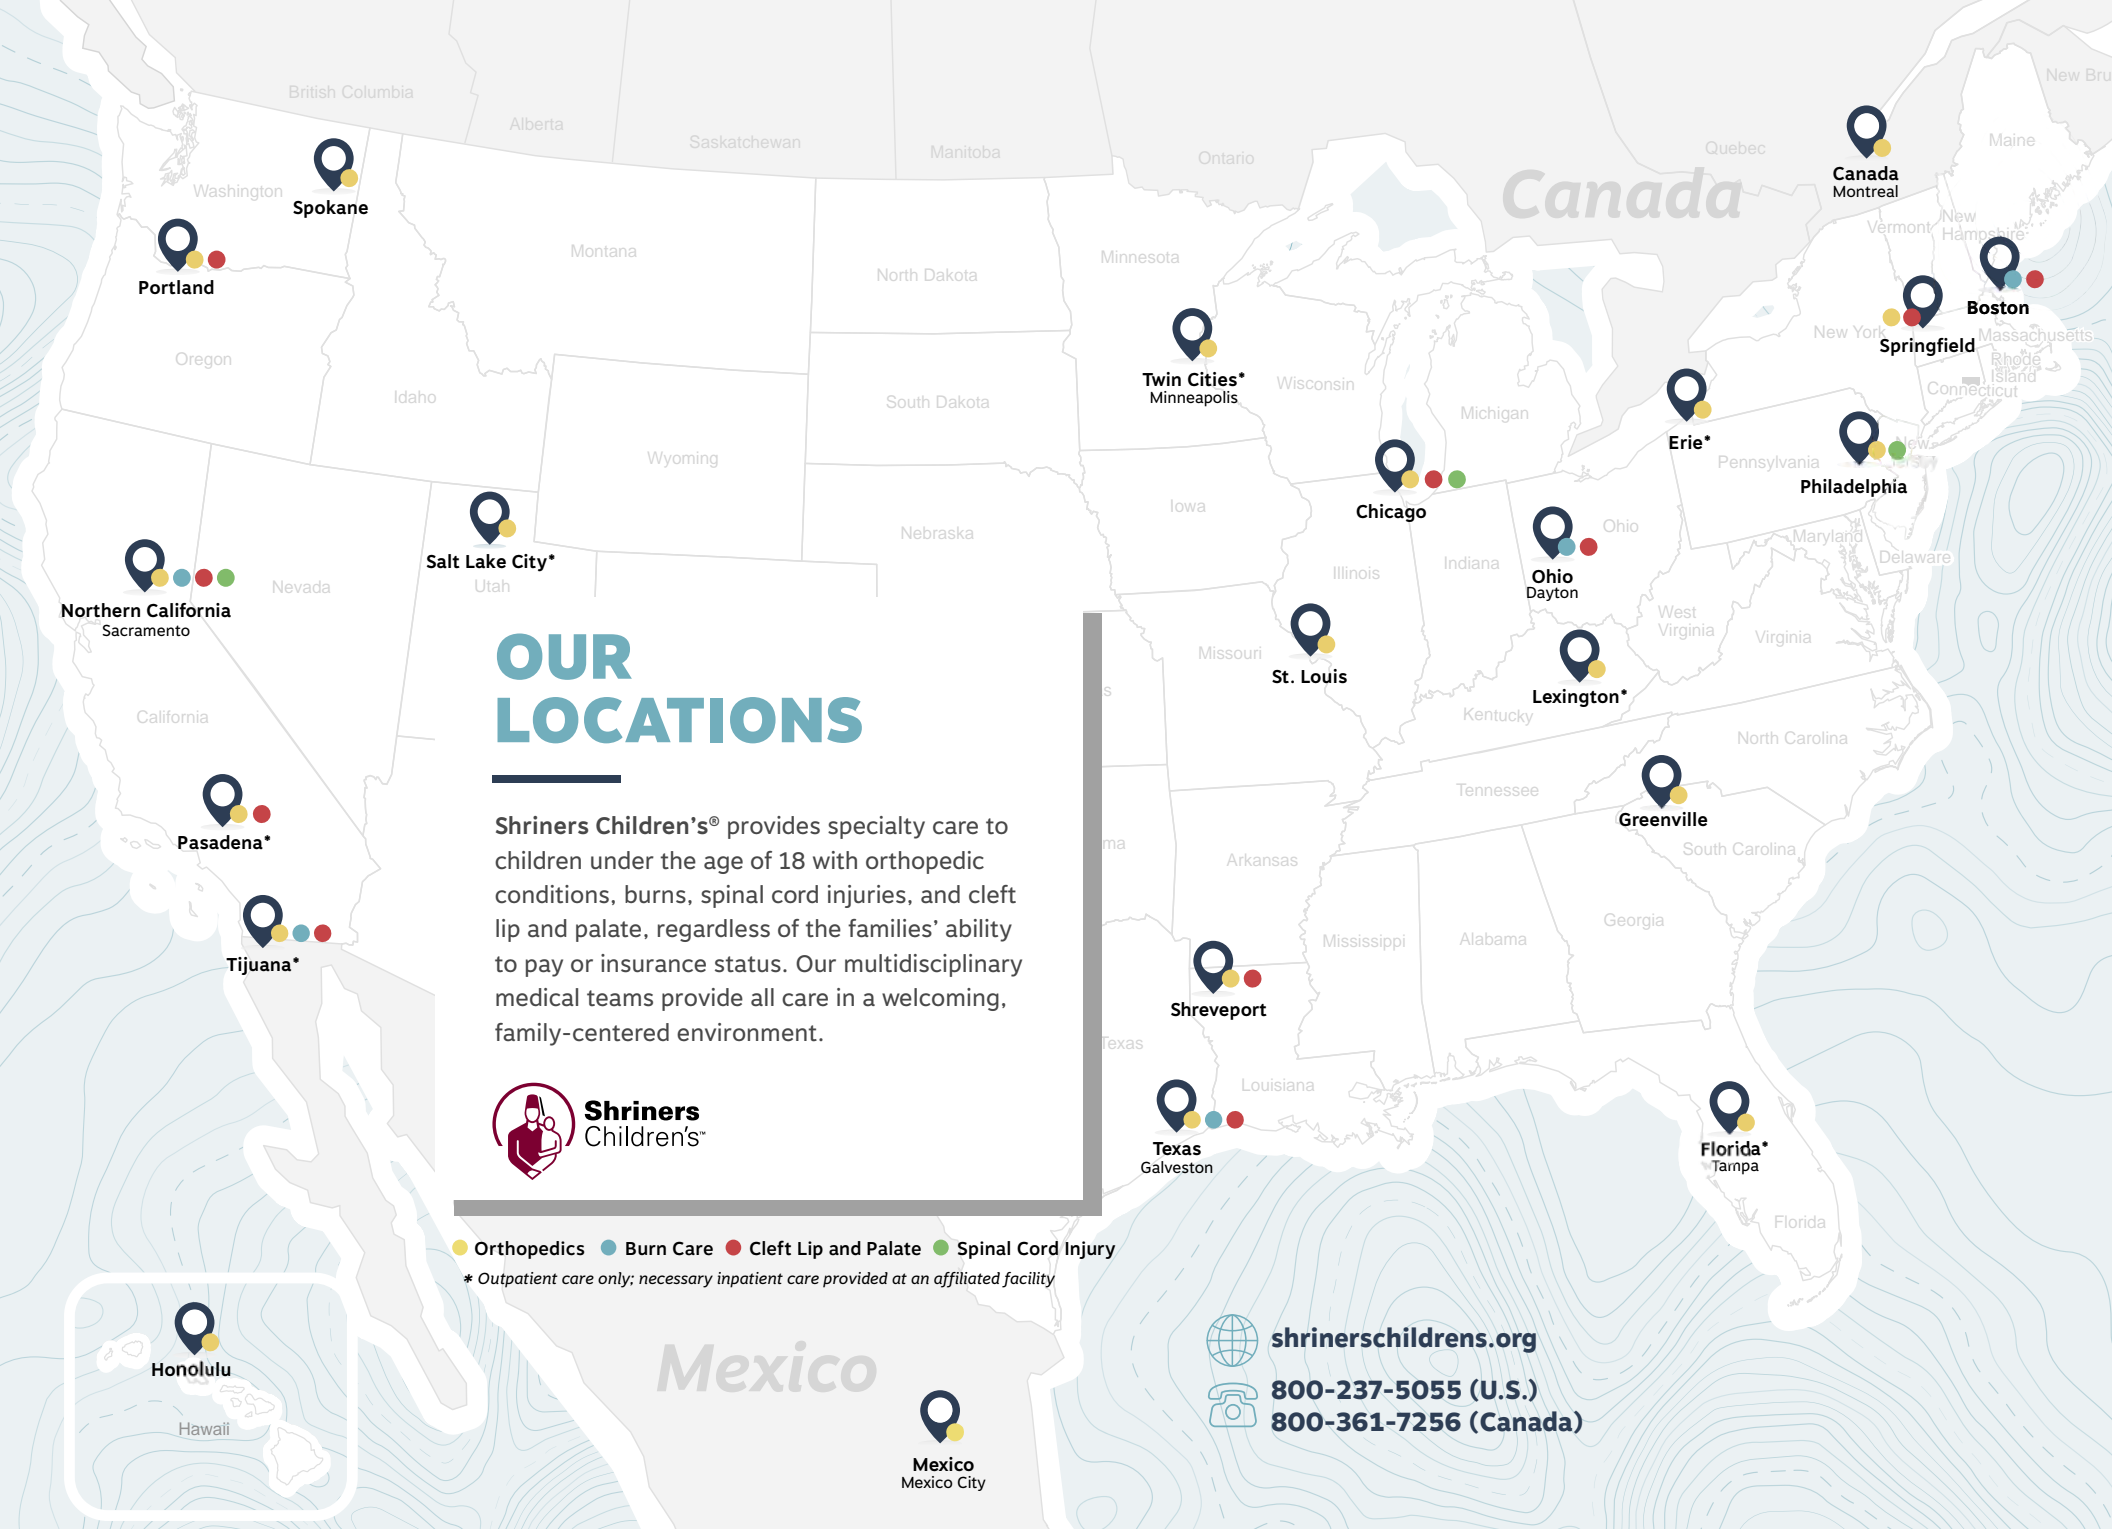 British Columbia
Alberta
Saskatchewan
Manitoba
Ontario
Quebec
New Bru
Maine
Canada
Canada
Montreal
Washington
Spokane
Portland
Montana
North Dakota
Minnesota
Vermont
New
Hampshire
Boston
Springfield
New York
Massachusetts
Rhode
Island
Connecticut
Oregon
Idaho
South Dakota
Twin Cities*
Minneapolis
Wisconsin
Michigan
Erie*
Pennsylvania
New
Philadelphia
Wyoming
Salt Lake City*
Utah
Nebraska
Iowa
Chicago
Illinois
Indiana
Ohio
Ohio
Dayton
Maryland
Delaware
Nevada
Northern California
Sacramento
California
Missouri
St. Louis
West
Virginia
Virginia
Lexington*
Kentucky
North Carolina
Tennessee
Greenville
South Carolina
Pasadena*
Tijuana*
s
ma
Arkansas
Mississippi
Alabama
Georgia
Shreveport
Texas
Louisiana
Texas
Galveston
Florida*
Tampa
Florida
OUR
LOCATIONS
Shriners Children's® provides specialty care to
children under the age of 18 with orthopedic
conditions, burns, spinal cord injuries, and cleft
lip and palate, regardless of the families' ability
to pay or insurance status. Our multidisciplinary
medical teams provide all care in a welcoming,
family-centered environment.
Shriners
Children's™
Orthopedics Burn Care Cleft Lip and Palate Spinal Cord Injury
* Outpatient care only; necessary inpatient care provided at an affiliated facility
Honolulu
Hawaii
Mexico
Mexico
Mexico City
shrinerschildrens.org
800-237-5055 (U.S.)
800-361-7256 (Canada)